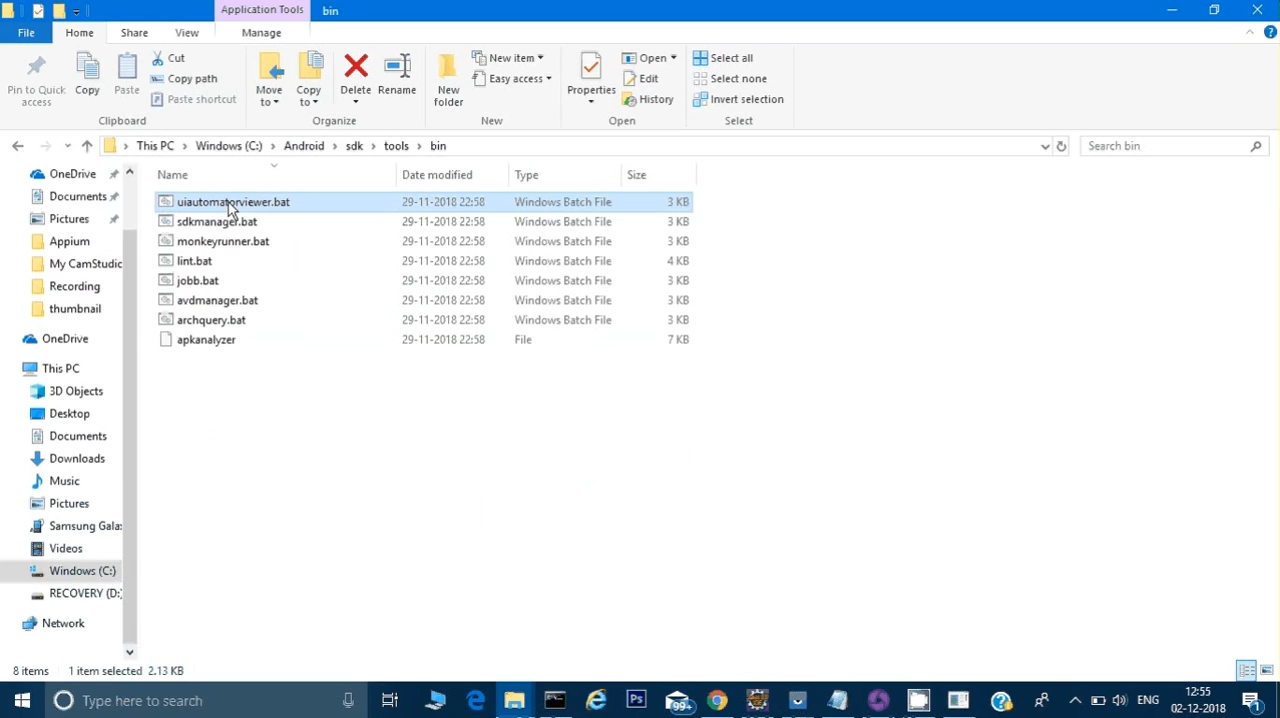 Application Tools
bin
File
Home
Share
View
Manage
Pin to Quick access
Copy
Paste
Cut
Copy path
Paste shortcut
Clipboard
Move to
Copy to
Delete
Rename
Organize
New folder
New item
Easy access
New
Properties
Open
Edit
History
Open
Select all
Select none
Invert selection
Select
This PC
Windows (C:)
Android
sdk
tools
bin
Search bin
OneDrive
Documents
Pictures
Appium
My CamStudic
Recording
thumbnail
OneDrive
This PC
3D Objects
Desktop
Documents
Downloads
Music
Pictures
Samsung Gala
Videos
Windows (C:)
RECOVERY (D:)
Network
Name Date modified Type Size
uiautomatorviewer.bat 29-11-2018 22:58 Windows Batch File 3 KB
sdkmanager.bat 29-11-2018 22:58 Windows Batch File 3 KB
monkeyrunner.bat 29-11-2018 22:58 Windows Batch File 3 KB
lint.bat 29-11-2018 22:58 Windows Batch File 4 KB
jobb.bat 29-11-2018 22:58 Windows Batch File 3 KB
avdmanager.bat 29-11-2018 22:58 Windows Batch File 3 KB
archquery.bat 29-11-2018 22:58 Windows Batch File 3 KB
apkanalyzer 29-11-2018 22:58 File 7 KB
8 items 1 item selected 2.13 KB
Type here to search
Ps
99+
ENG
12:55
02-12-2018
1